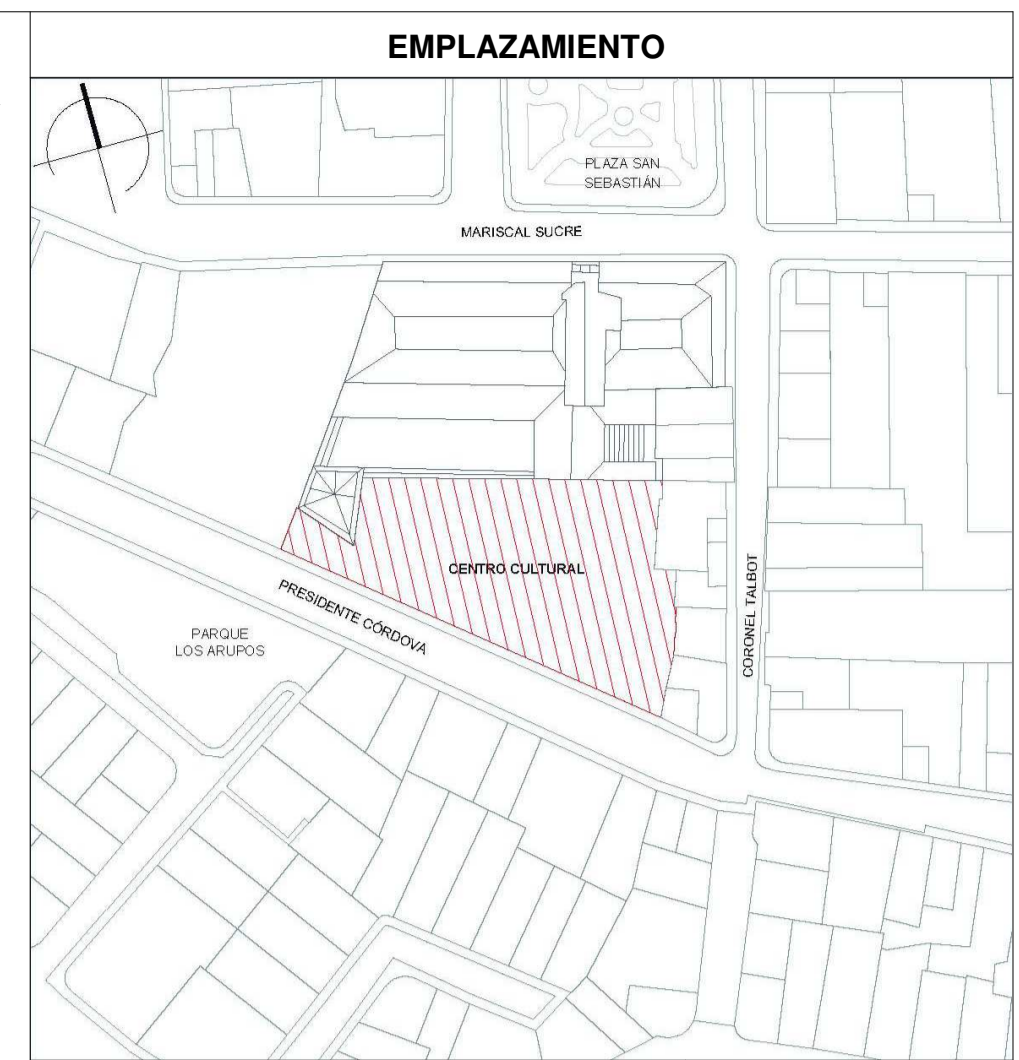 EMPLAZAMIENTO
PLAZA SAN
SEBASTIÁN
MARISCAL SUCRE
CENTRO CULTURAL
CORONEL TALBOT
PRESIDENTE CÓRDOVA
PARQUE
LOS ARUPOS